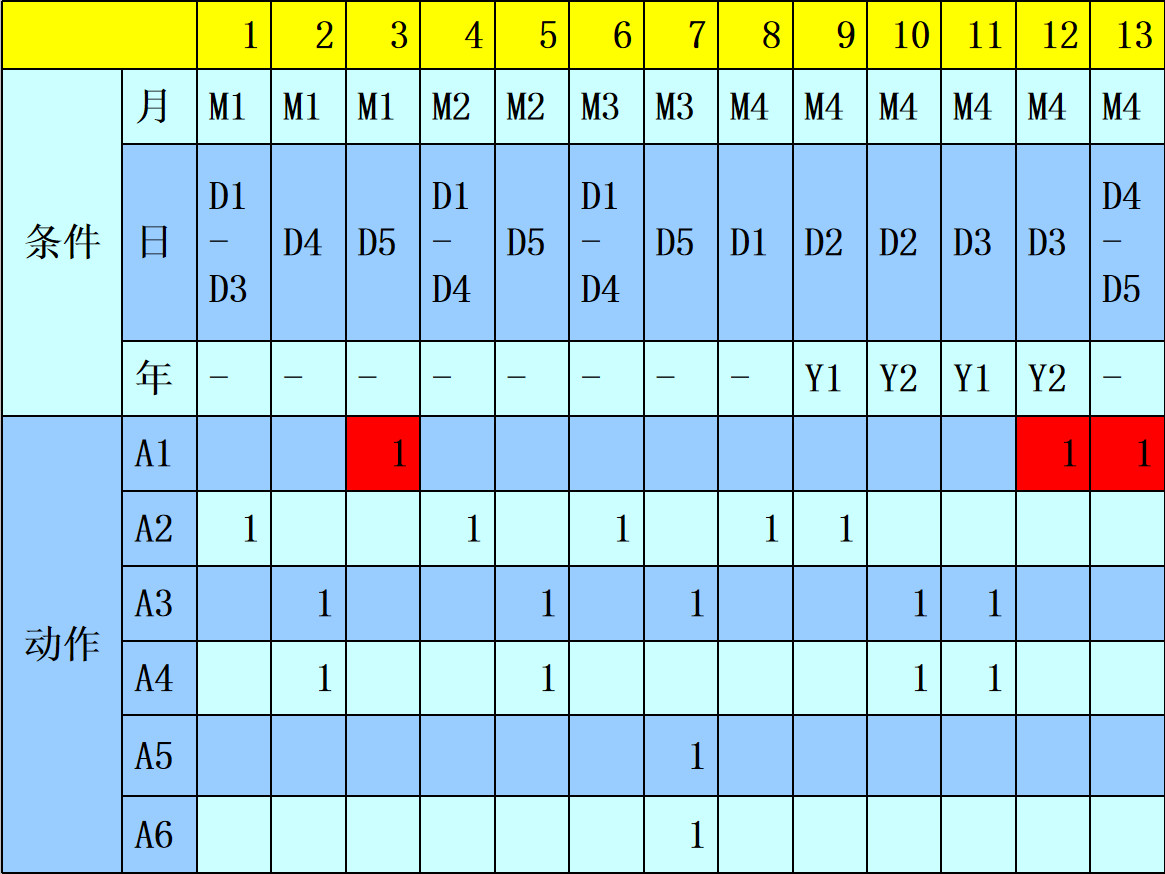 1 2 3 4 5 6 7 8 9 10 11 12 13
条件 月 M1 M1 M1 M2 M2 M3 M3 M4 M4 M4 M4 M4 M4
日 D1-D3 D4 D5 D1-D4 D5 D1-D4 D5 D1 D2 D2 D3 D3 D4-D5
年 - - - - - - - - Y1 Y2 Y1 Y2 -
动作 A1 1 1 1
A2 1 1 1 1 1
A3 1 1 1 1 1
A4 1 1 1 1
A5 1
A6 1